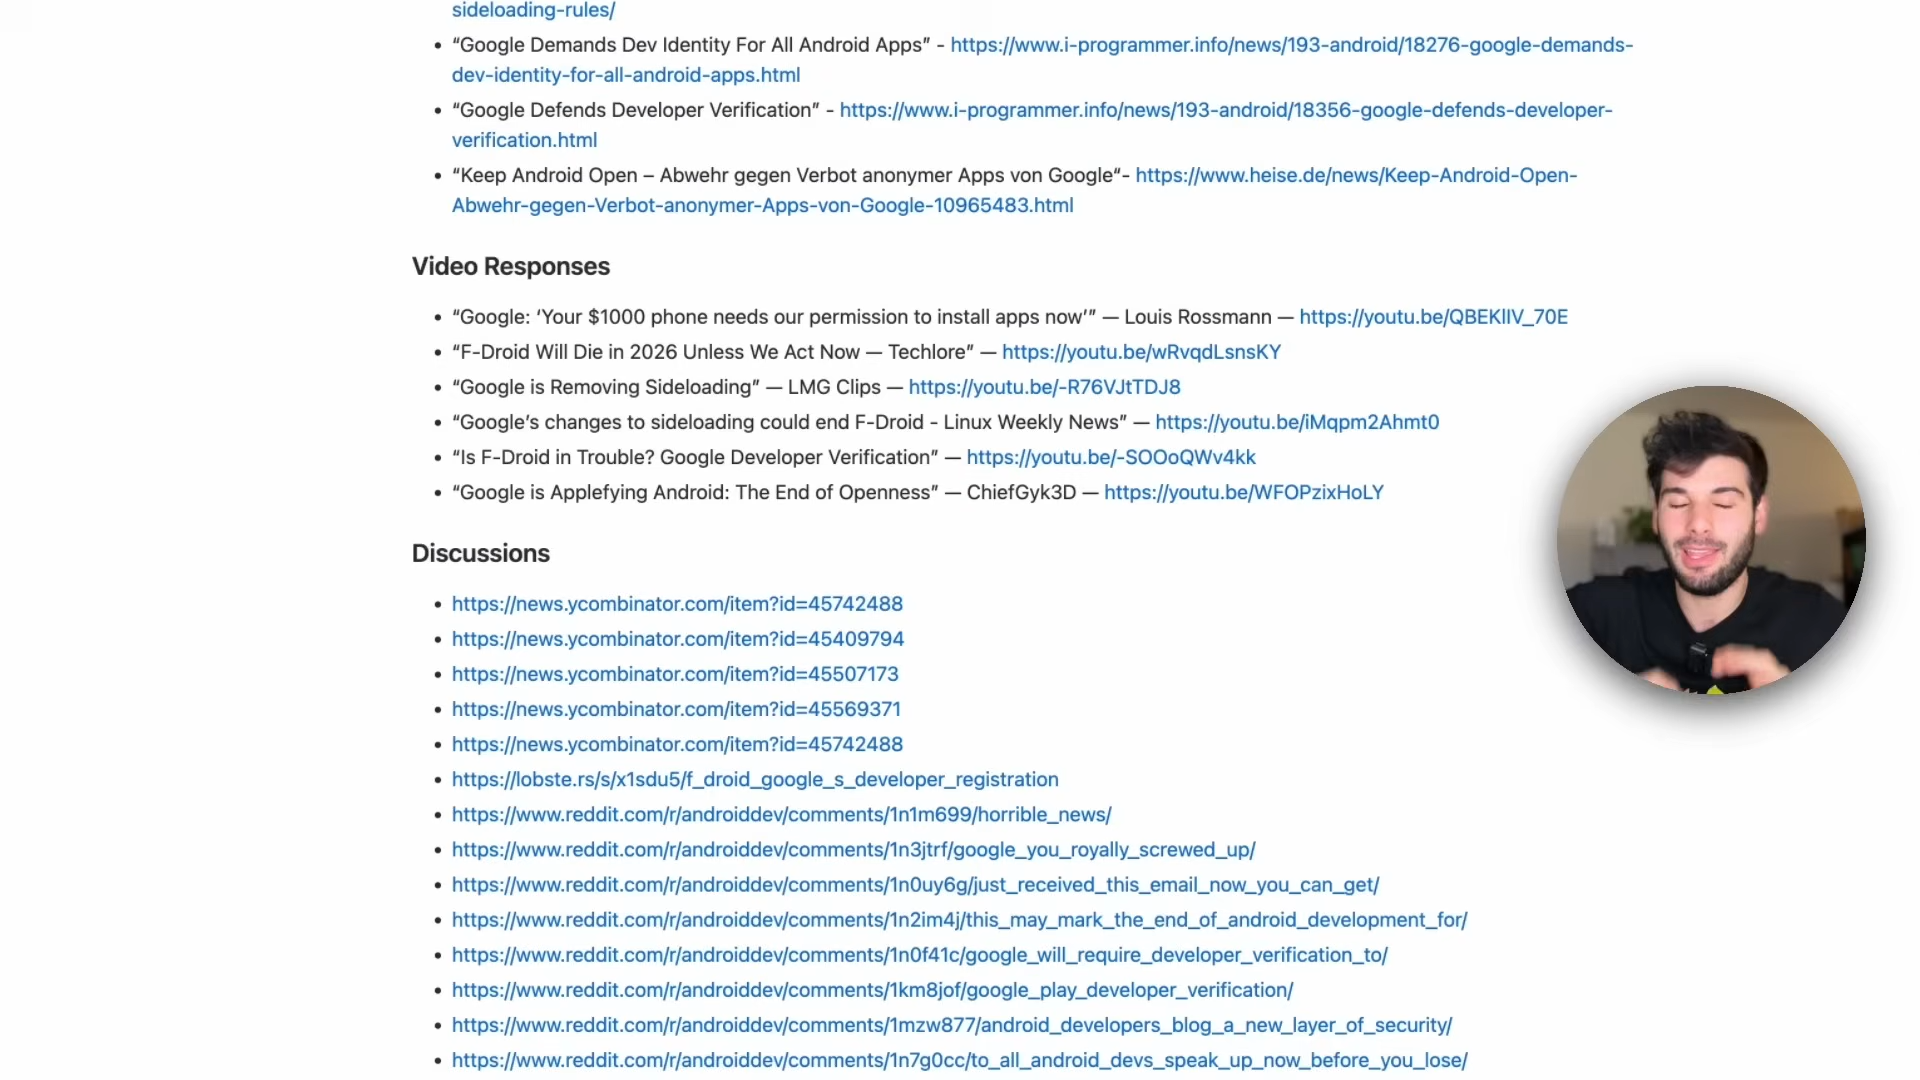 sideloading-rules/
• “Google Demands Dev Identity For All Android Apps” - https://www.i-programmer.info/news/193-android/18276-google-demands-
dev-identity-for-all-android-apps.html
• “Google Defends Developer Verification” - https://www.i-programmer.info/news/193-android/18356-google-defends-developer-
verification.html
• “Keep Android Open – Abwehr gegen Verbot anonymer Apps von Google“- https://www.heise.de/news/Keep-Android-Open-
Abwehr-gegen-Verbot-anonymer-Apps-von-Google-10965483.html
Video Responses
• “Google: ‘Your $1000 phone needs our permission to install apps now’” — Louis Rossmann — https://youtu.be/QBEKlIV_70E
• “F-Droid Will Die in 2026 Unless We Act Now — Techlore” — https://youtu.be/wRvqdLsnsKY
• “Google is Removing Sideloading” — LMG Clips — https://youtu.be/-R76VJtTDJ8
• “Google’s changes to sideloading could end F-Droid - Linux Weekly News” — https://youtu.be/iMqpm2Ahmt0
• “Is F-Droid in Trouble? Google Developer Verification” — https://youtu.be/-SOOoQWv4kk
• “Google is Applefying Android: The End of Openness” — ChiefGyk3D — https://youtu.be/WFOPzixHoLY
Discussions
• https://news.ycombinator.com/item?id=45742488
• https://news.ycombinator.com/item?id=45409794
• https://news.ycombinator.com/item?id=45507173
• https://news.ycombinator.com/item?id=45569371
• https://news.ycombinator.com/item?id=45742488
• https://lobste.rs/s/x1sdu5/f_droid_google_s_developer_registration
• https://www.reddit.com/r/androiddev/comments/1n1m699/horrible_news/
• https://www.reddit.com/r/androiddev/comments/1n3jtrf/google_you_royally_screwed_up/
• https://www.reddit.com/r/androiddev/comments/1n0uy6g/just_received_this_email_now_you_can_get/
• https://www.reddit.com/r/androiddev/comments/1n2im4j/this_may_mark_the_end_of_android_development_for/
• https://www.reddit.com/r/androiddev/comments/1n0f41c/google_will_require_developer_verification_to/
• https://www.reddit.com/r/androiddev/comments/1km8jof/google_play_developer_verification/
• https://www.reddit.com/r/androiddev/comments/1mzw877/android_developers_blog_a_new_layer_of_security/
• https://www.reddit.com/r/androiddev/comments/1n7g0cc/to_all_android_devs_speak_up_now_before_you_lose/